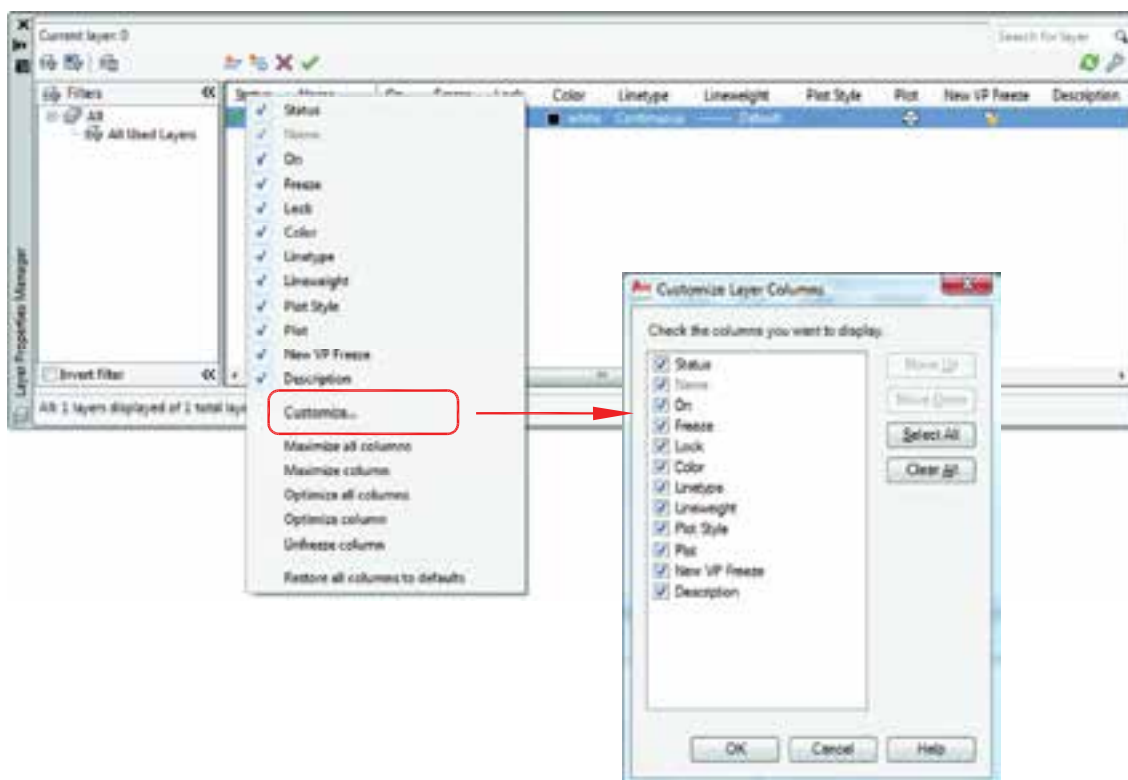 Current layer: 0
Search for layer
Filters
Status Name On Freeze Lock Color Linetype Lineweight Plot Style Plot New VP Freeze Description
All
white Continuous Default
All Used Layers
Status
Name
On
Freeze
Lock
Color
Linetype
Lineweight
Plot Style
Plot
New VP Freeze
Description
Customize...
Maximize all columns
Maximize column
Optimize all columns
Optimize column
Unfreeze column
Restore all columns to defaults
Invert filter
All: 1 layers displayed of 1 total laye
Layer Properties Manager
Customize Layer Columns
Check the columns you want to display.
Status
Name
On
Freeze
Lock
Color
Linetype
Lineweight
Plot Style
Plot
New VP Freeze
Description
Move Up
Move Down
Select All
Clear All
OK Cancel Help